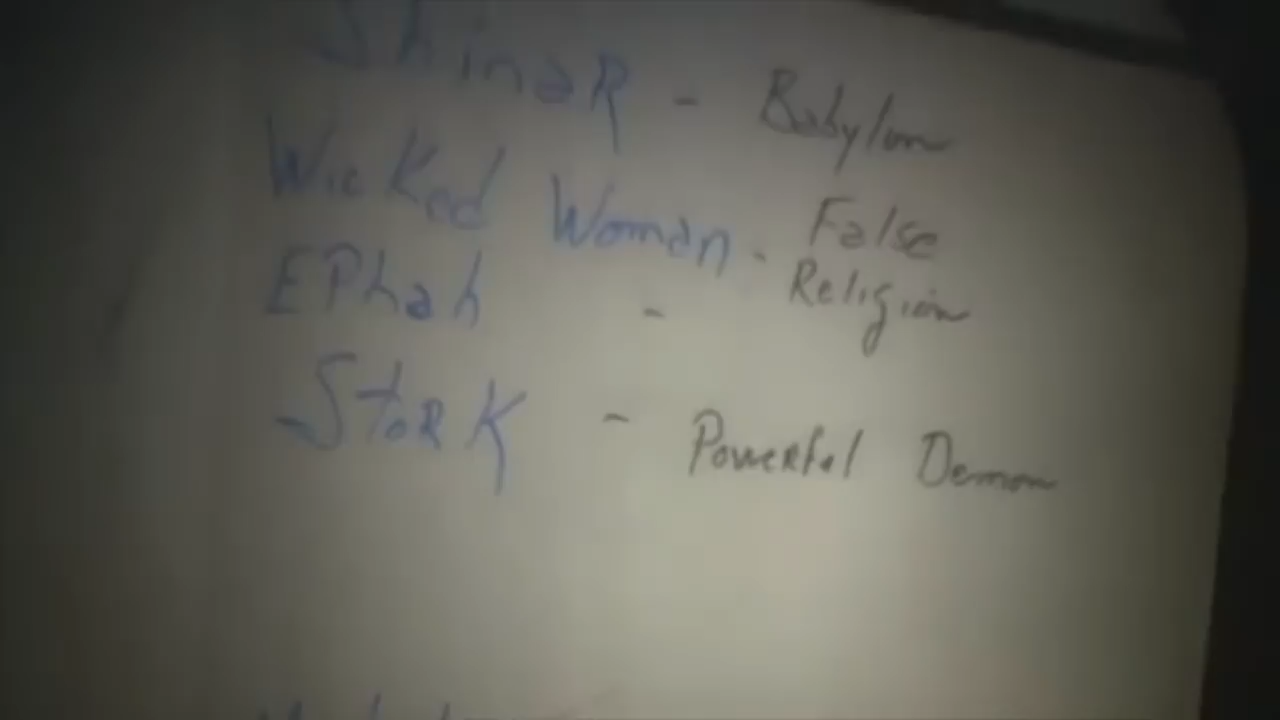 ShinaR - Babylon
Wicked Woman - False
Religion
EPhah -
StoRK - Powerful Demon